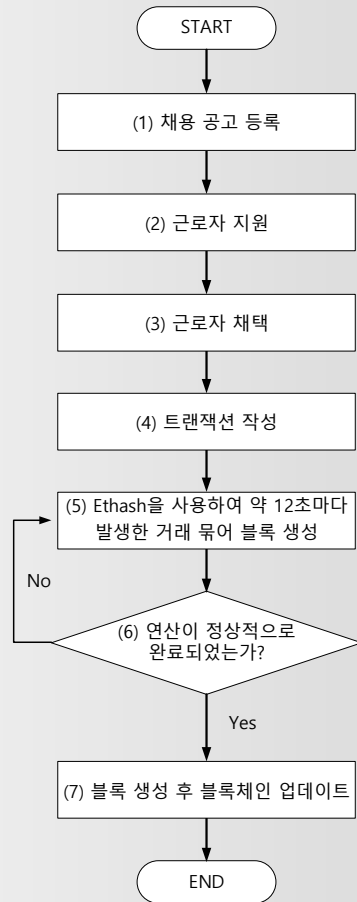 START
(1) 채용 공고 등록
(2) 근로자 지원
(3) 근로자 채택
(4) 트랜잭션 작성
(5) Ethash을 사용하여 약 12초마다
발생한 거래 묶어 블록 생성
No
(6) 연산이 정상적으로
완료되었는가?
Yes
(7) 블록 생성 후 블록체인 업데이트
END